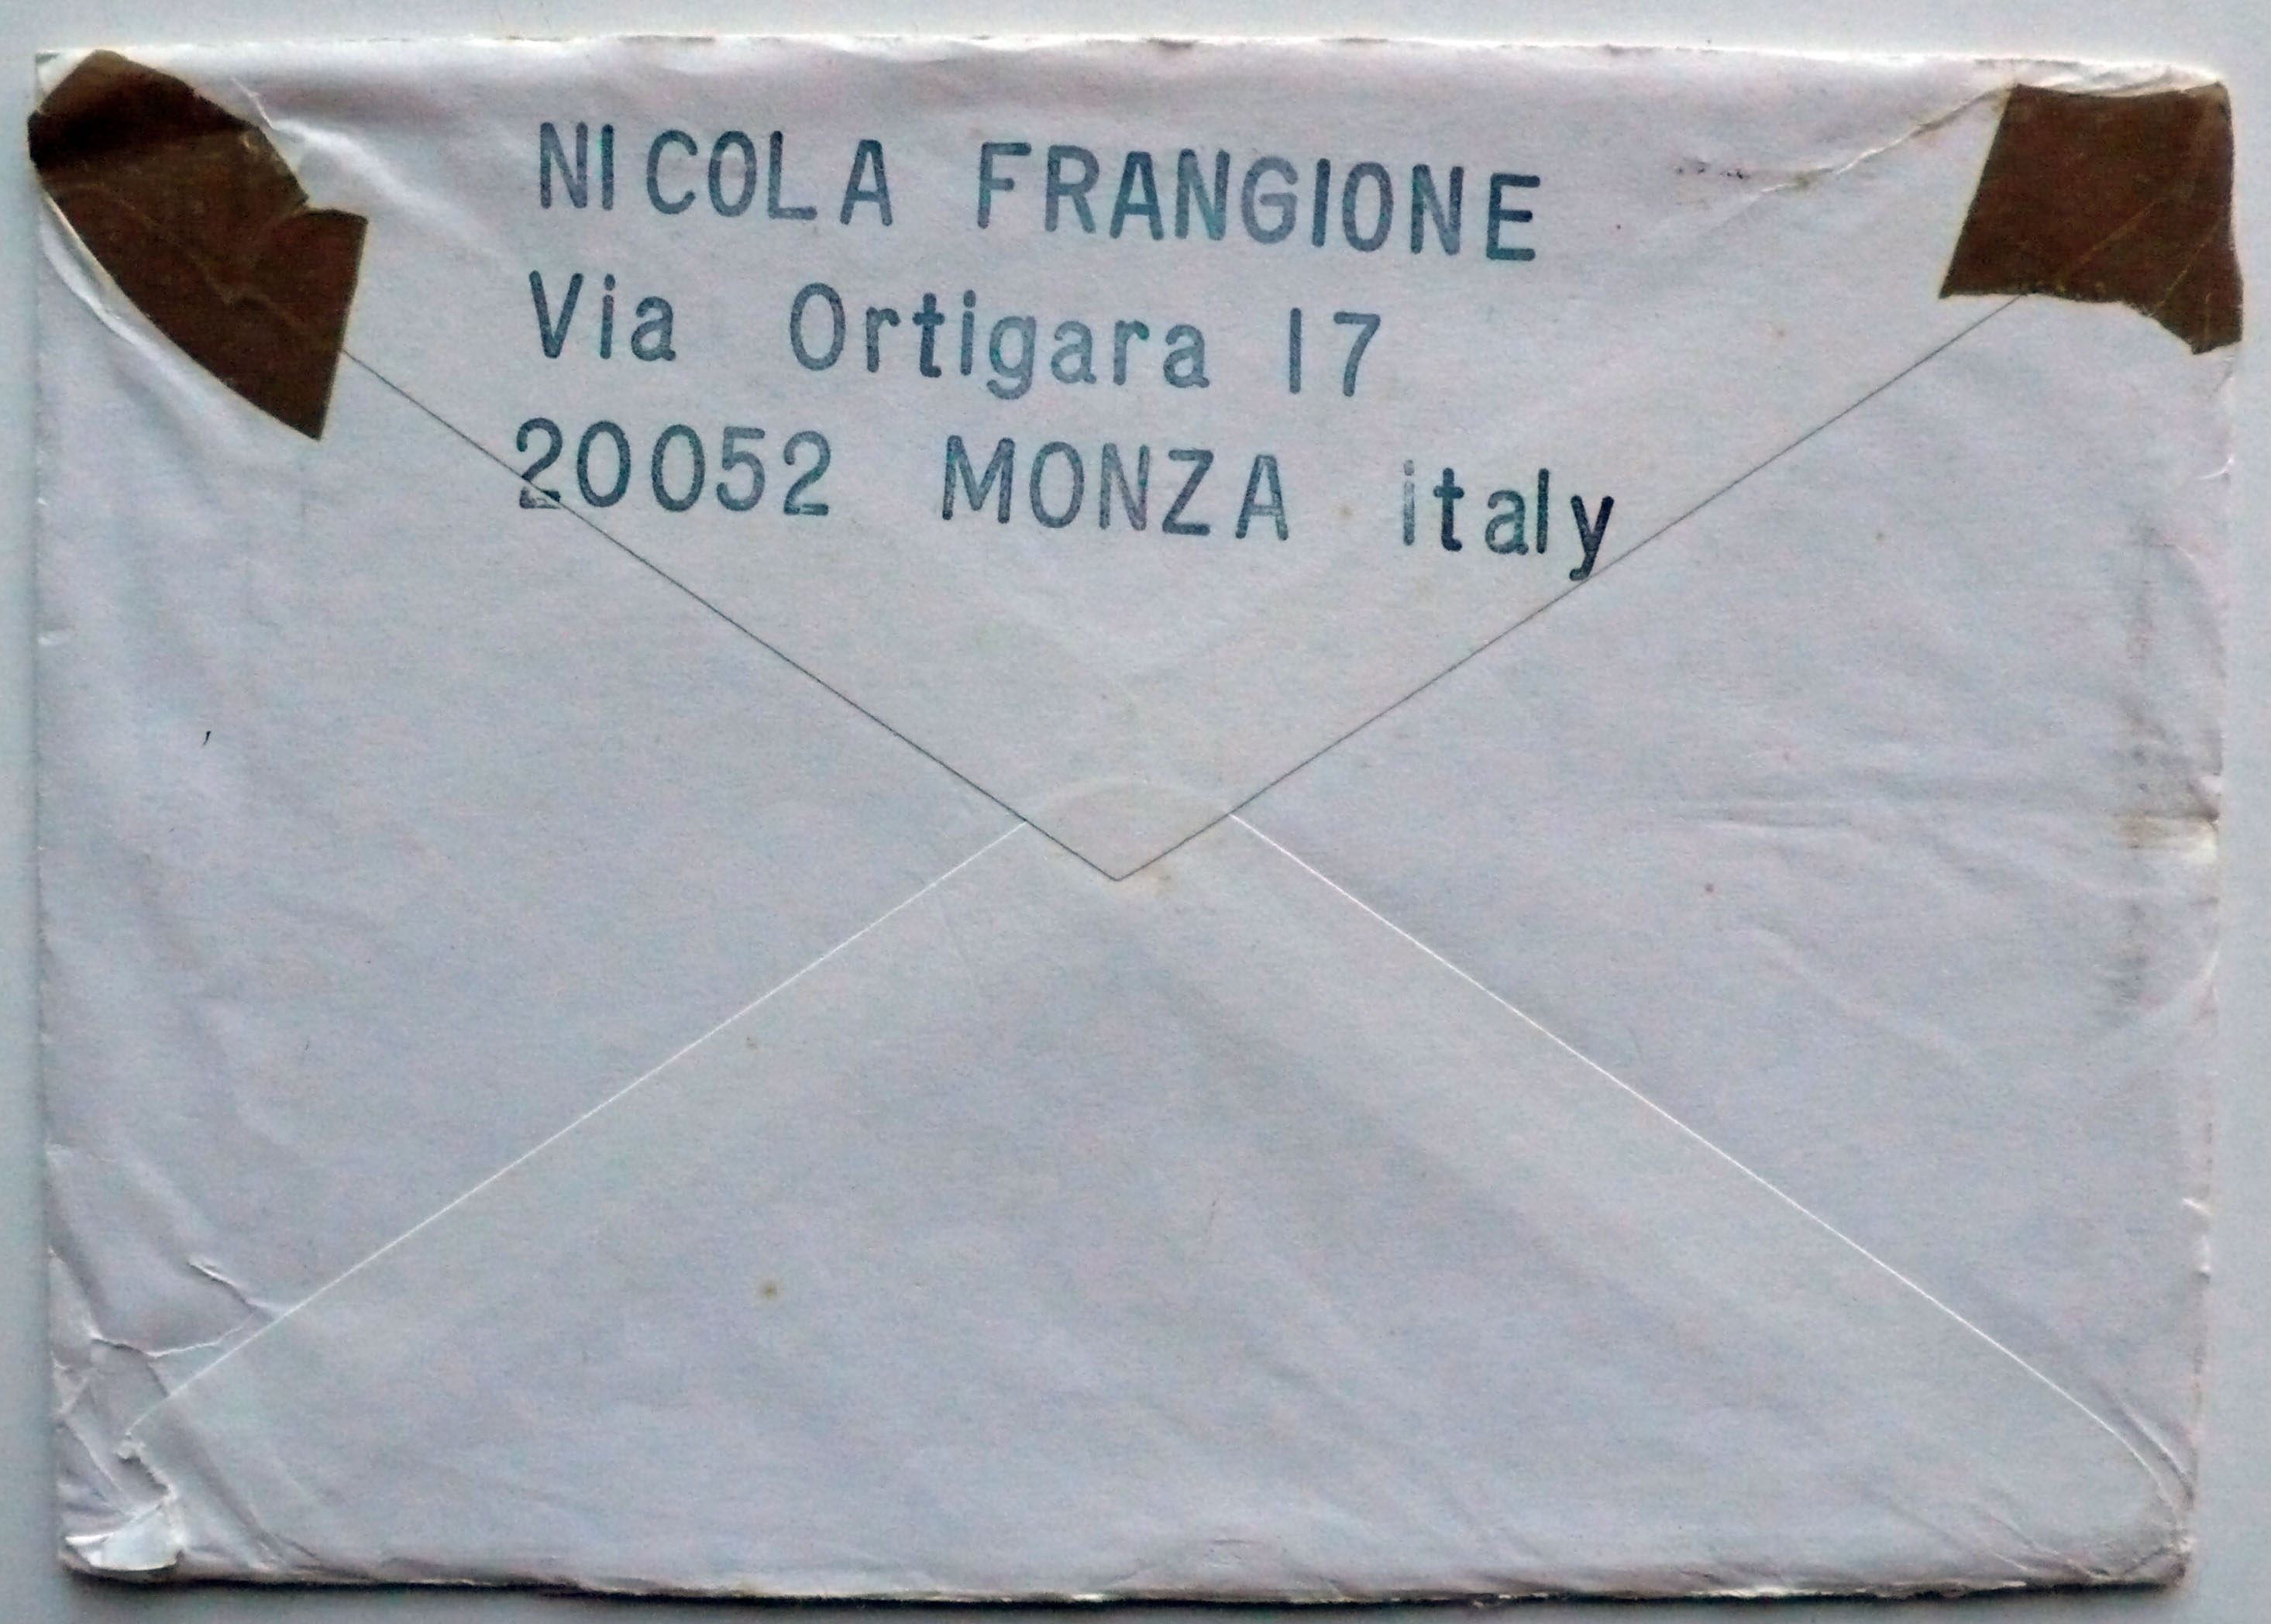 NICOLA FRANGIONE
Via Ortigara 17
20052 MONZA italy